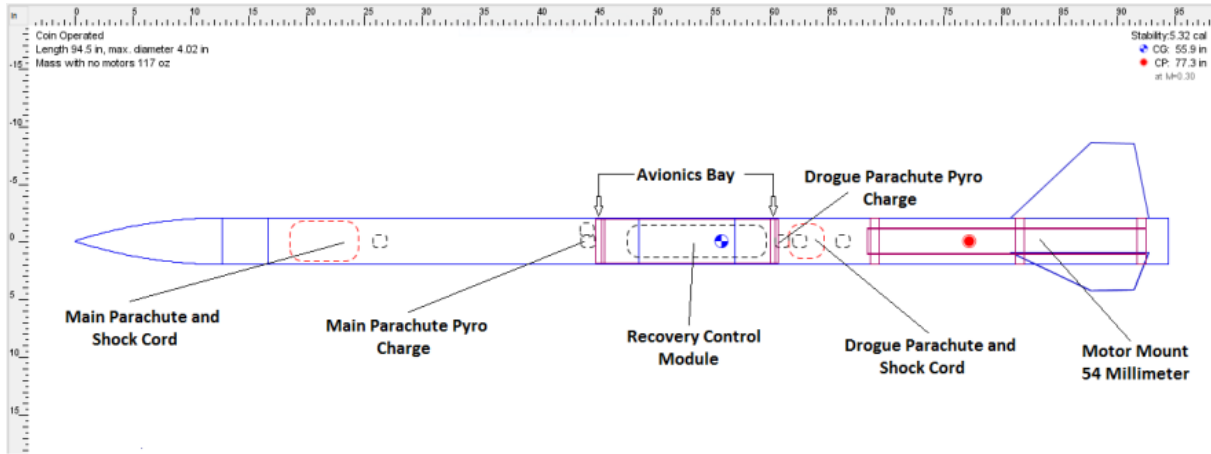 in 0 5 10 15 20 25 30 35 40 45 50 55 60 65 70 75 80 85 90 95
Coin Operated
Length 94.5 in, max. diameter 4.02 in
Mass with no motors 117 oz
Stability:5.32 cal
CG: 55.9 in
CP: 77.3 in
at M=0.30
-15
-10
-5
0
5
10
15
Avionics Bay
Drogue Parachute Pyro
Charge
Main Parachute and
Shock Cord
Main Parachute Pyro
Charge
Recovery Control
Module
Drogue Parachute and
Shock Cord
Motor Mount
54 Millimeter